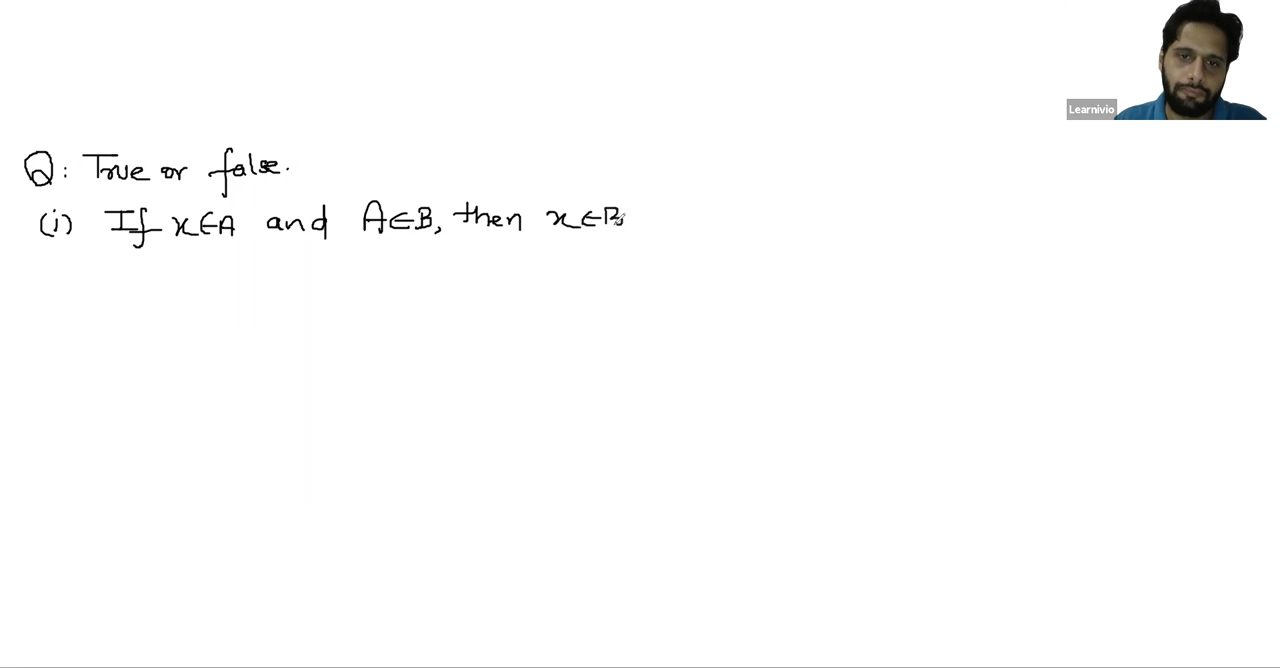 Learnivio
Q: True or false.
(i) If x∈A and A∈B, then x∈B